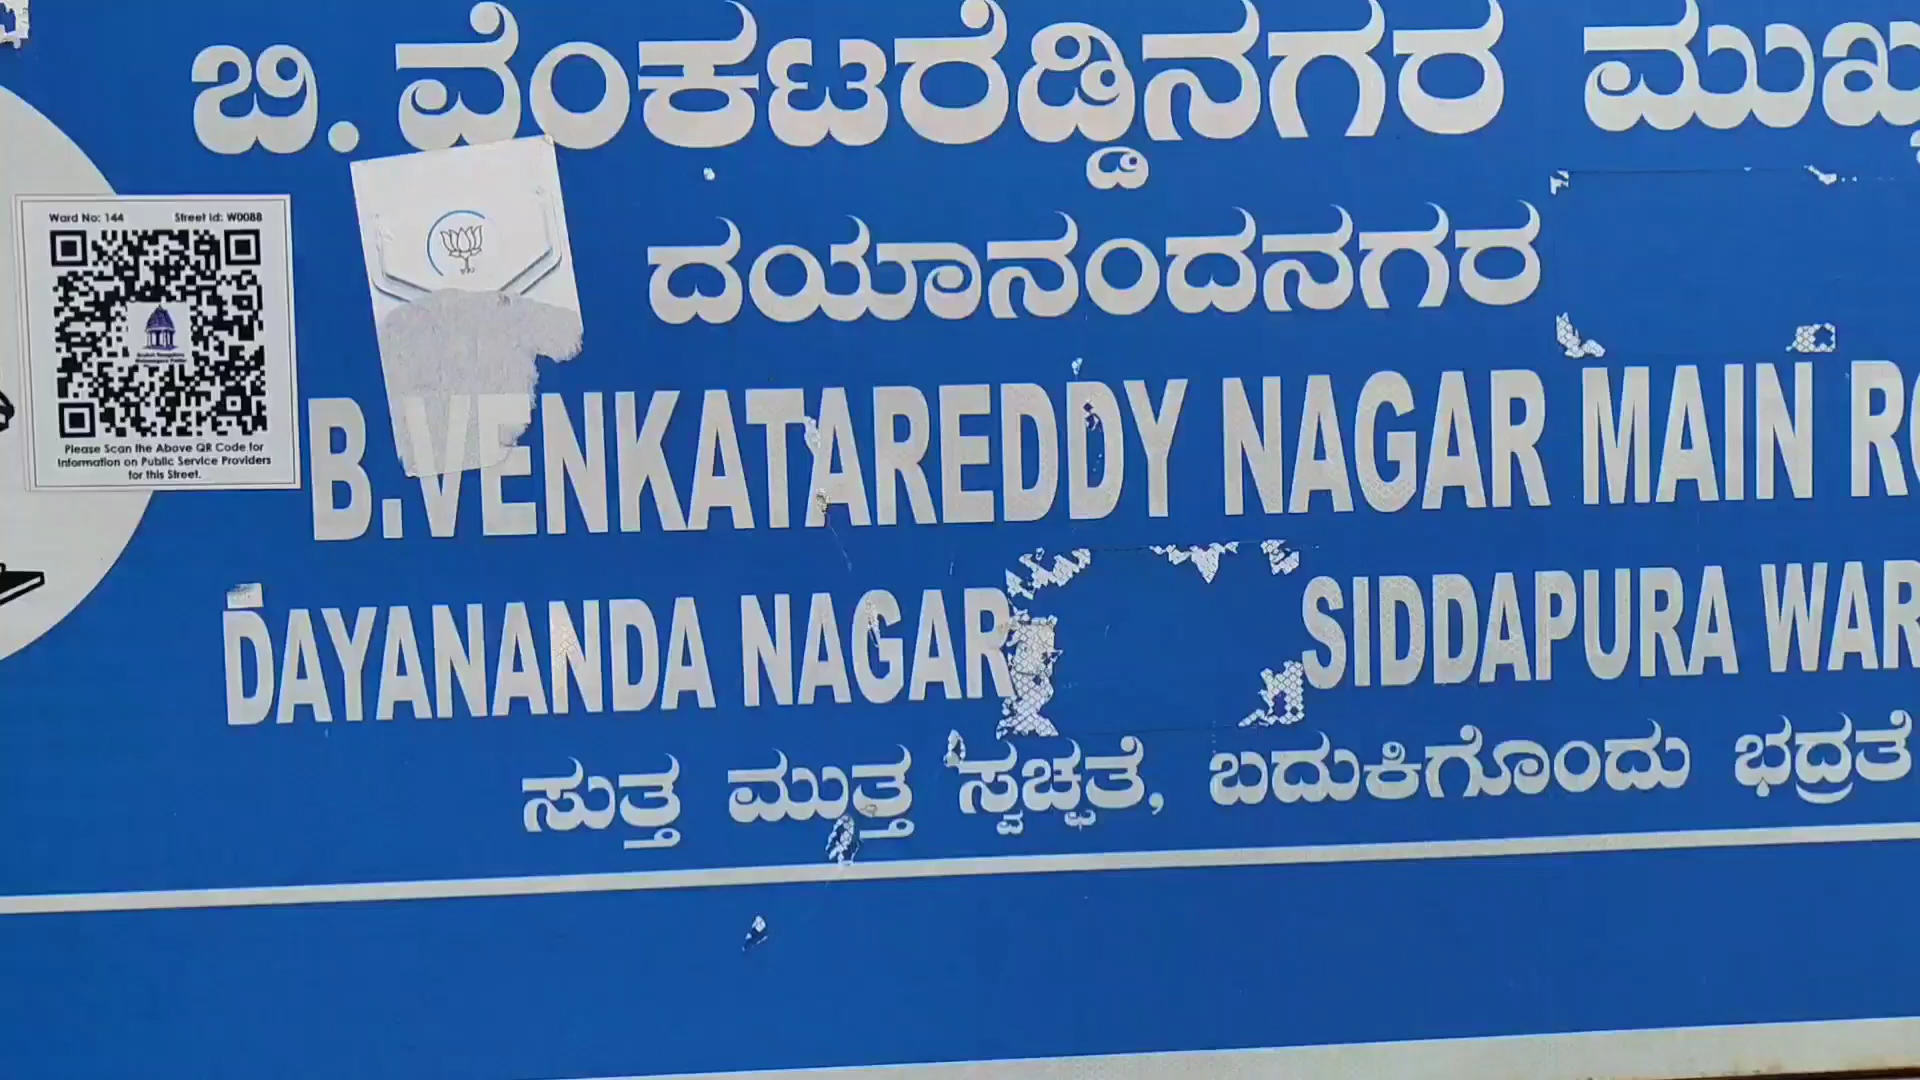 ಬಿ. ವೆಂಕಟರೆಡ್ಡಿನಗರ
ದಯಾನಂದನಗರ
Ward No: 144 Street Id: W0088
Please Scan the Above QR Code for
Information on Public Service Providers
for this Street.
B.VENKATAREDDY NAGAR MAIN
DAYANANDA NAGAR SIDDAPURA
ಸುತ್ತ ಮುತ್ತ ಸ್ವಚ್ಛತೆ, ಬದುಕಿಗೊಂದು ಭದ್ರತೆ